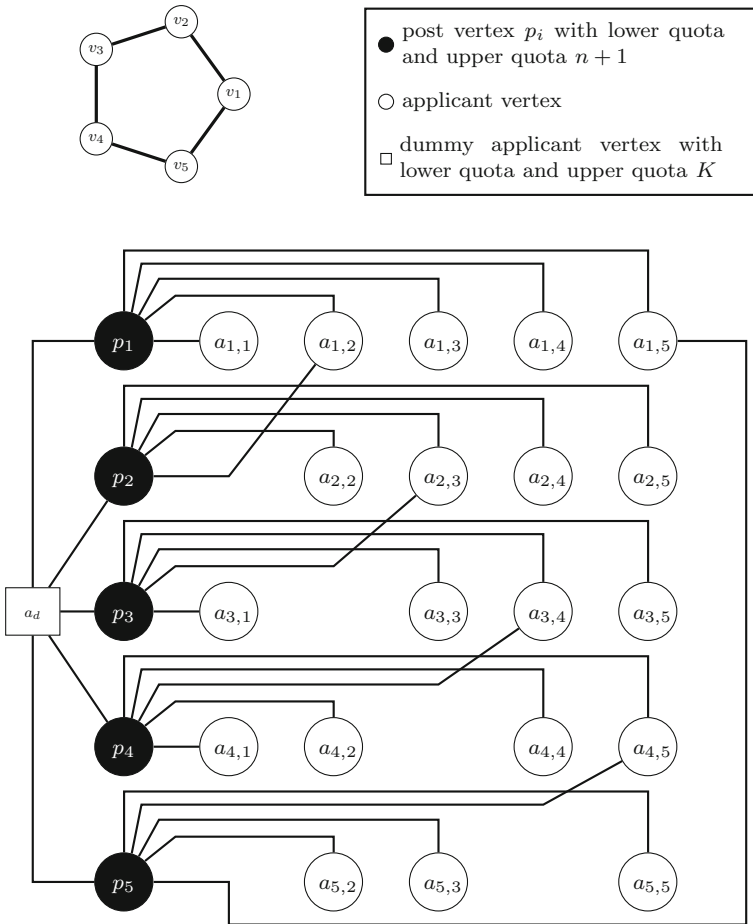 v₂
v₃
v₁
v₄
v₅
post vertex pᵢ with lower quota
and upper quota n + 1
applicant vertex
dummy applicant vertex with
lower quota and upper quota K
p₁ a₁,₁ a₁,₂ a₁,₃ a₁,₄ a₁,₅
p₂ a₂,₂ a₂,₃ a₂,₄ a₂,₅
a_d p₃ a₃,₁ a₃,₃ a₃,₄ a₃,₅
p₄ a₄,₁ a₄,₂ a₄,₄ a₄,₅
p₅ a₅,₂ a₅,₃ a₅,₅